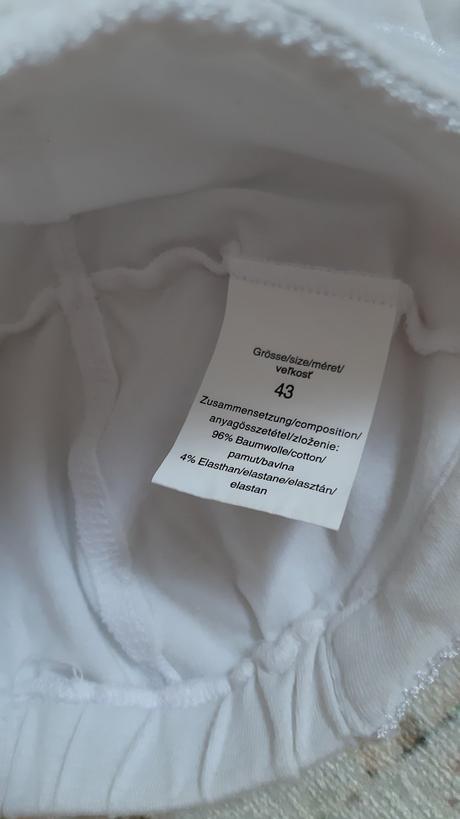 Grösse/size/méret/
veľkosť
43
Zusammensetzung/composition/
anyagösszetétel/zloženie:
96% Baumwolle/cotton/
pamut/bavlna
4% Elasthan/elastane/elasztán/
elastan